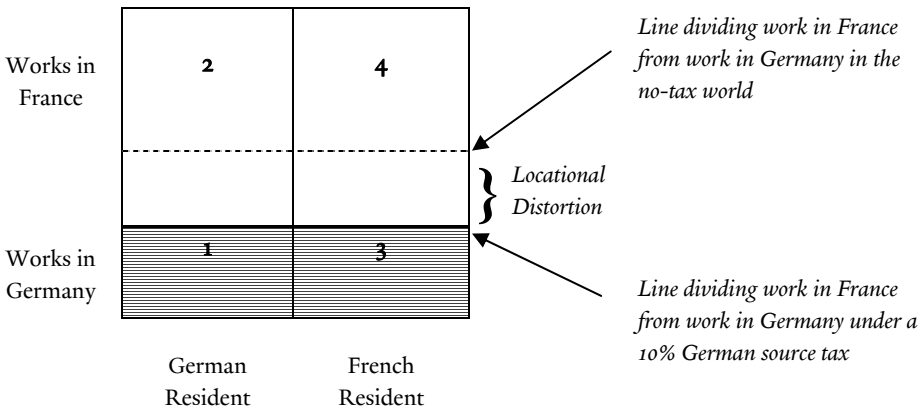 Works in
France
2
4
Line dividing work in France
from work in Germany in the
no-tax world
}
Locational
Distortion
Works in
Germany
1
3
Line dividing work in France
from work in Germany under a
10% German source tax
German
Resident
French
Resident